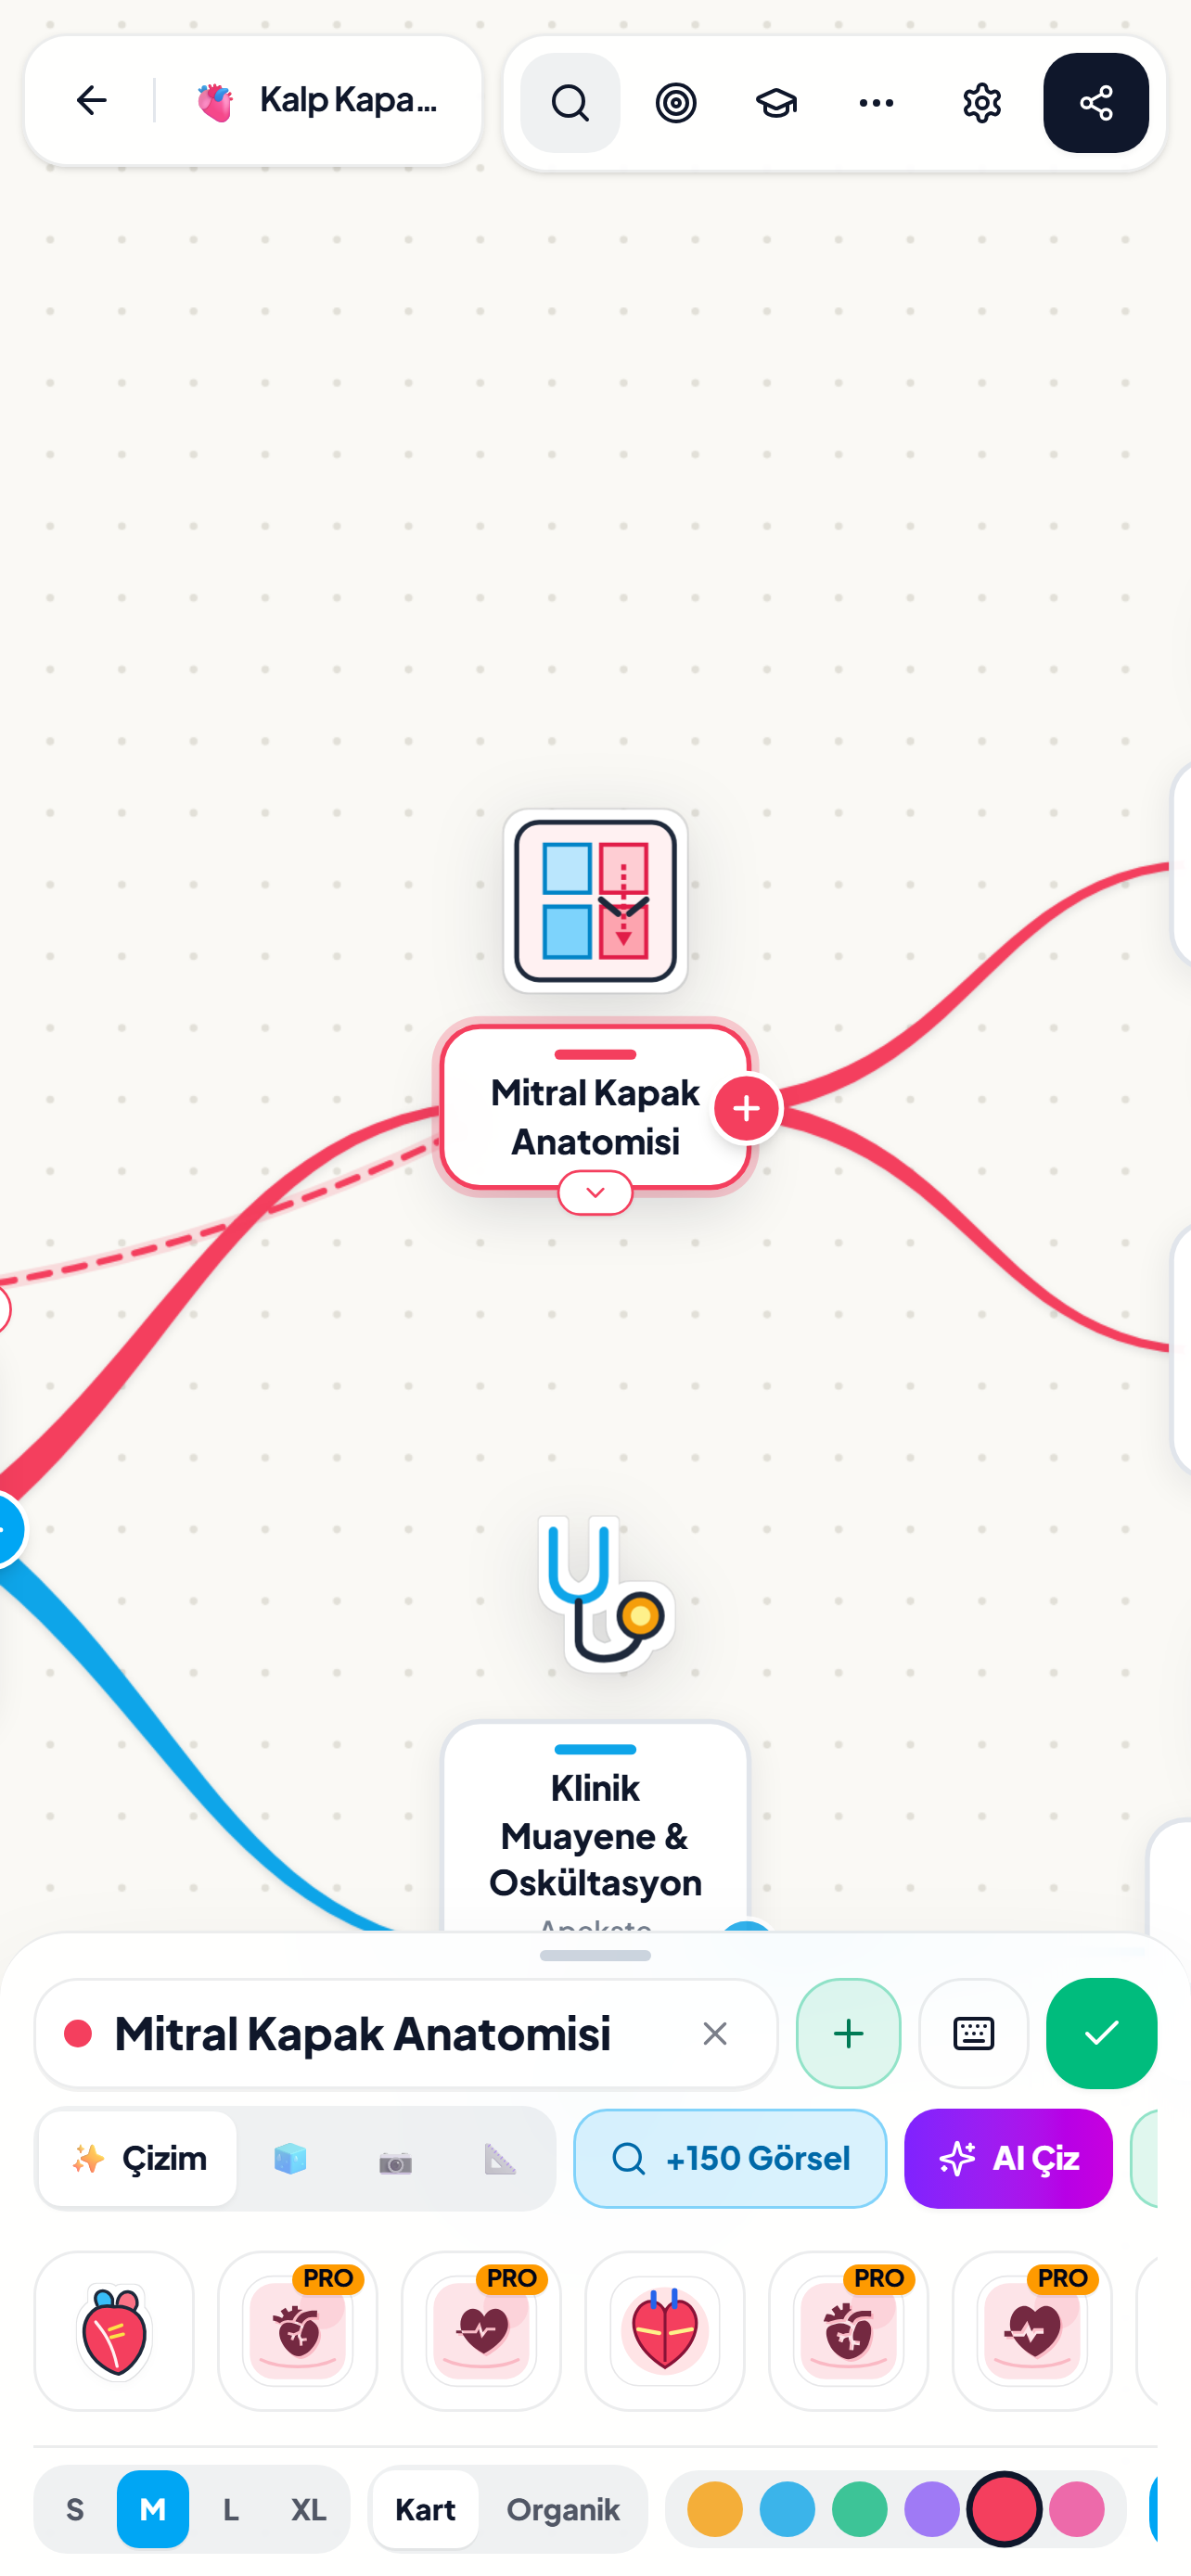 Kalp Kapa...
Mitral Kapak
Anatomisi
Klinik
Muayene &
Oskültasyon
Mitral Kapak Anatomisi
Çizim
+150 Görsel
AI Çiz
PRO
PRO
PRO
PRO
S M L XL
Kart Organik